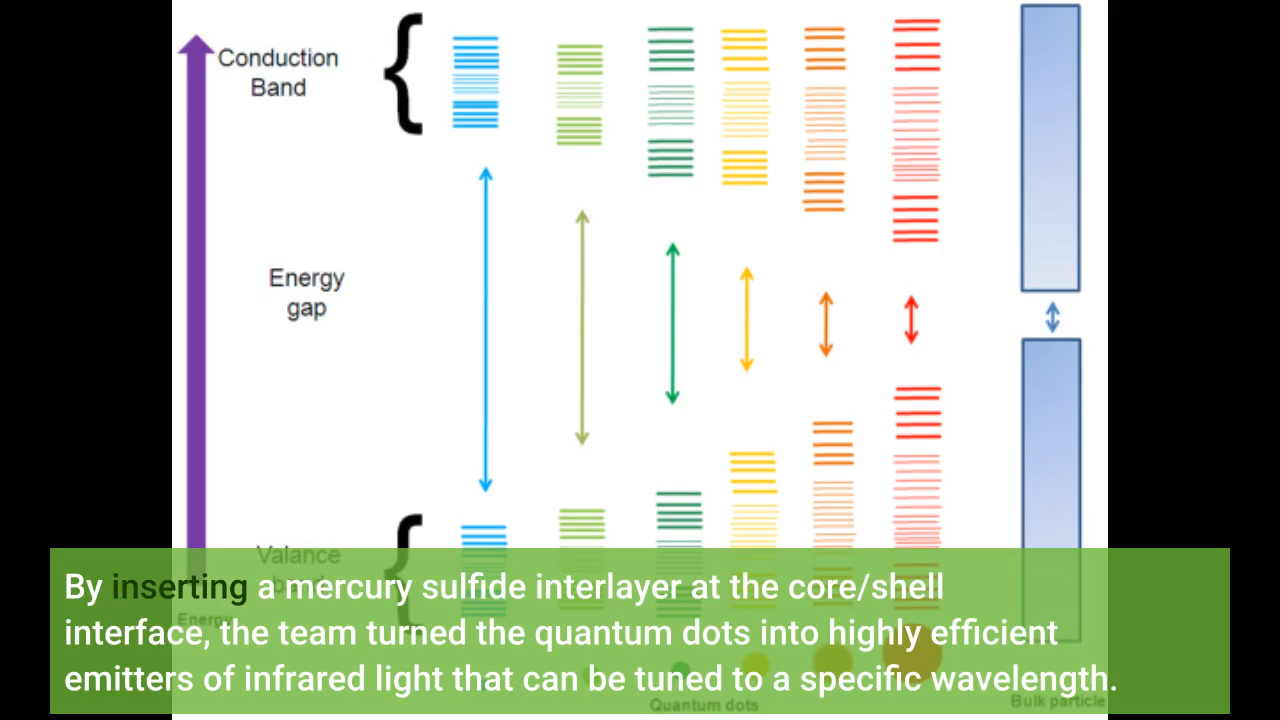 Conduction
Band
Energy
gap
Valance
Energy
By inserting a mercury sulfide interlayer at the core/shell
interface, the team turned the quantum dots into highly efficient
emitters of infrared light that can be tuned to a specific wavelength.
Quantum dots
Bulk particle